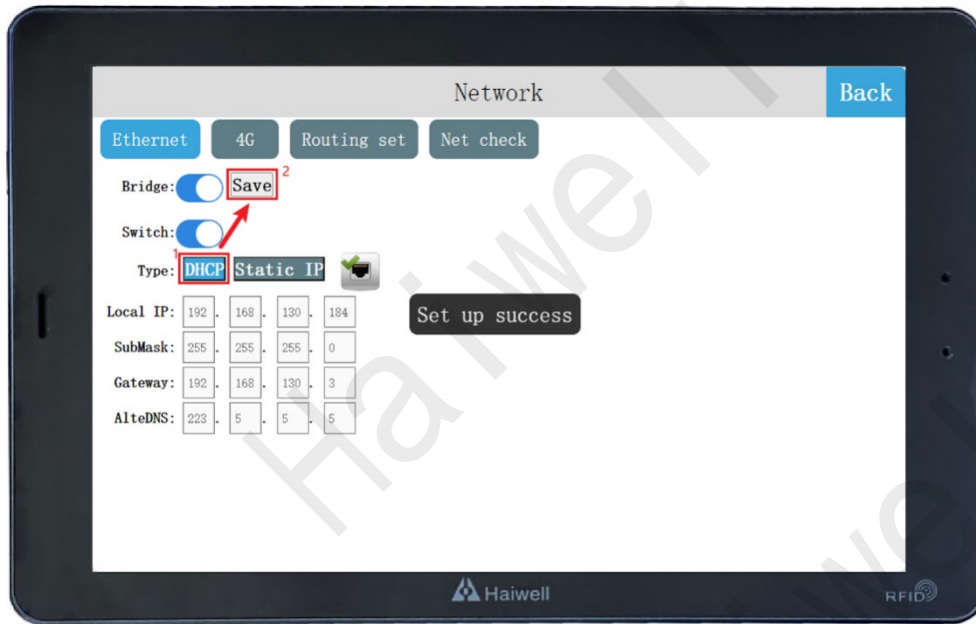 Network
Back
Ethernet 4G Routing set Net check
Bridge: Save 2
Switch:
1
Type: DHCP Static IP
Local IP: 192 . 168 . 130 . 184
SubMask: 255 . 255 . 255 . 0
Gateway: 192 . 168 . 130 . 3
AlteDNS: 223 . 5 . 5 . 5
Set up success
Haiwell
Haiwell
RFID